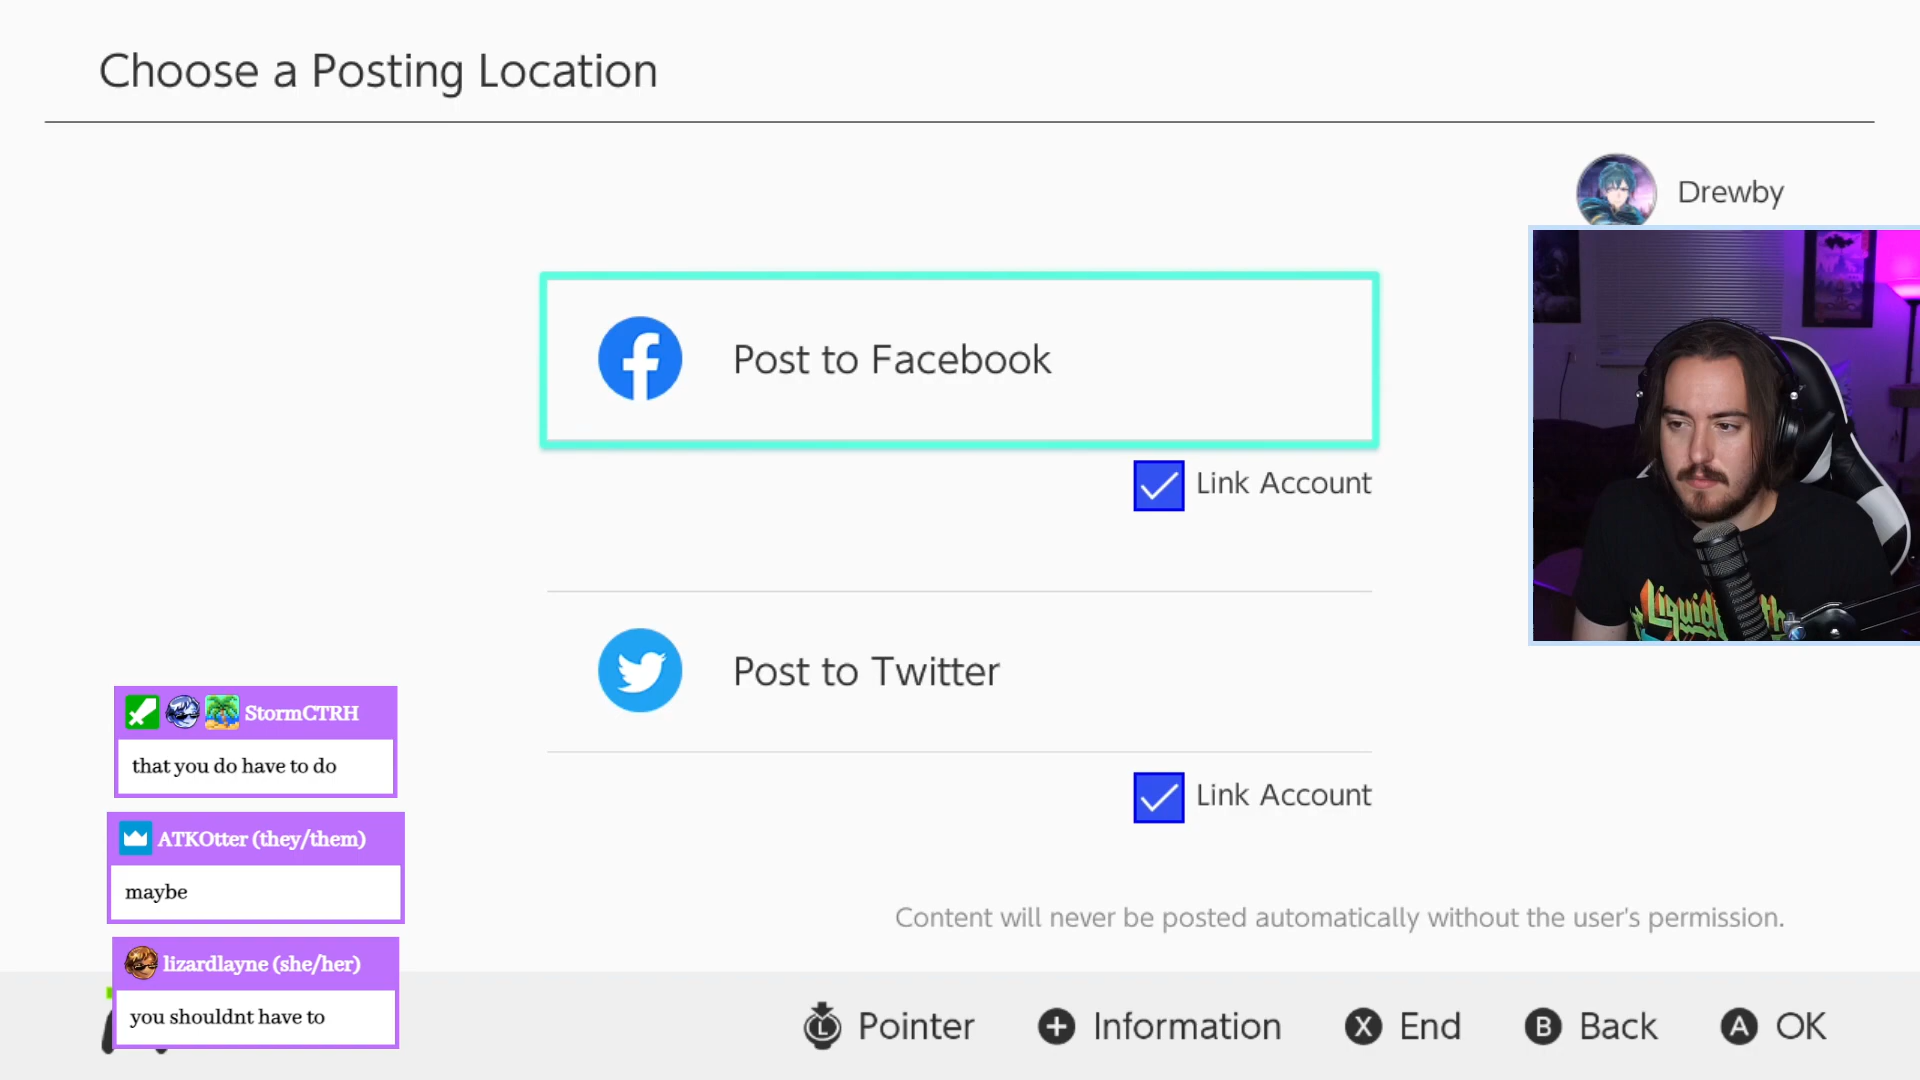 Choose a Posting Location
Drewby
Post to Facebook
Link Account
Post to Twitter
Link Account
StormCTRH
that you do have to do
ATKOtter (they/them)
maybe
lizardlayne (she/her)
you shouldnt have to
Content will never be posted automatically without the user's permission.
L Pointer
+ Information
X End
B Back
A OK
Liquid